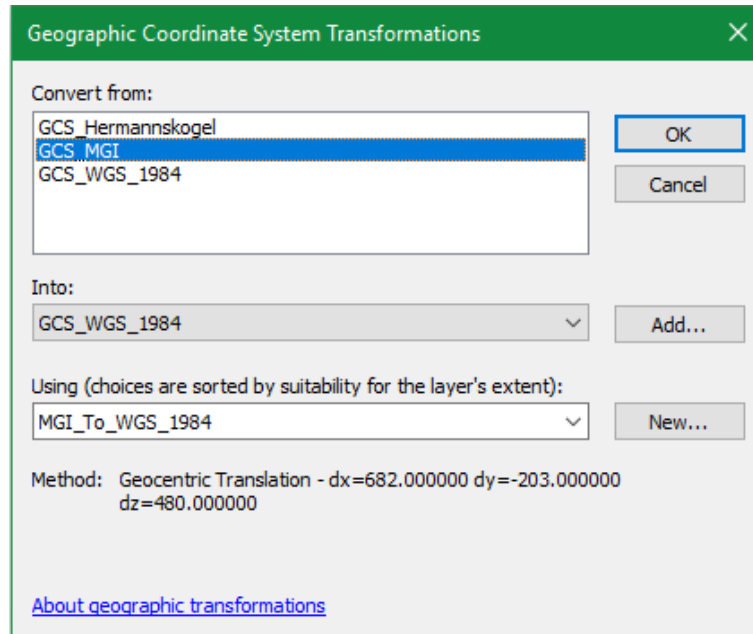 Geographic Coordinate System Transformations
Convert from:
GCS_Hermannskogel
GCS_MGI
GCS_WGS_1984
OK
Cancel
Into:
GCS_WGS_1984
Add...
Using (choices are sorted by suitability for the layer's extent):
MGI_To_WGS_1984
New...
Method: Geocentric Translation - dx=682.000000 dy=-203.000000
dz=480.000000
About geographic transformations